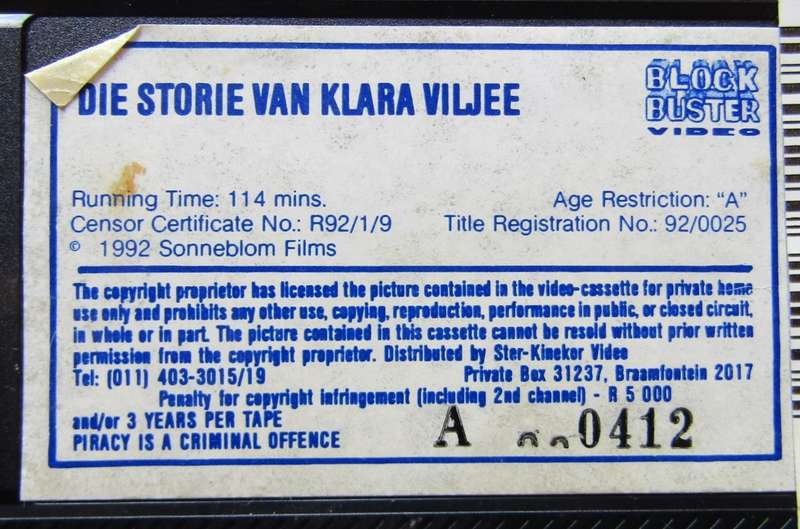 DIE STORIE VAN KLARA VILJEE
BLOCK
BUSTER
VIDEO
Running Time: 114 mins.
Age Restriction: "A"
Censor Certificate No.: R92/1/9
Title Registration No.: 92/0025
© 1992 Sonneblom Films
The copyright proprietor has licensed the picture contained in the video-cassette for private home
use only and prohibits any other use, copying, reproduction, performance in public, or closed circuit,
in whole or in part. The picture contained in this cassette cannot be resold without prior written
permission from the copyright proprietor. Distributed by Ster-Kinekor Video
Tel: (011) 403-3015/19
Private Box 31237, Braamfontein 2017
Penalty for copyright infringement (including 2nd channel) - R 5 000
and/or 3 YEARS PER TAPE
PIRACY IS A CRIMINAL OFFENCE
A 0412